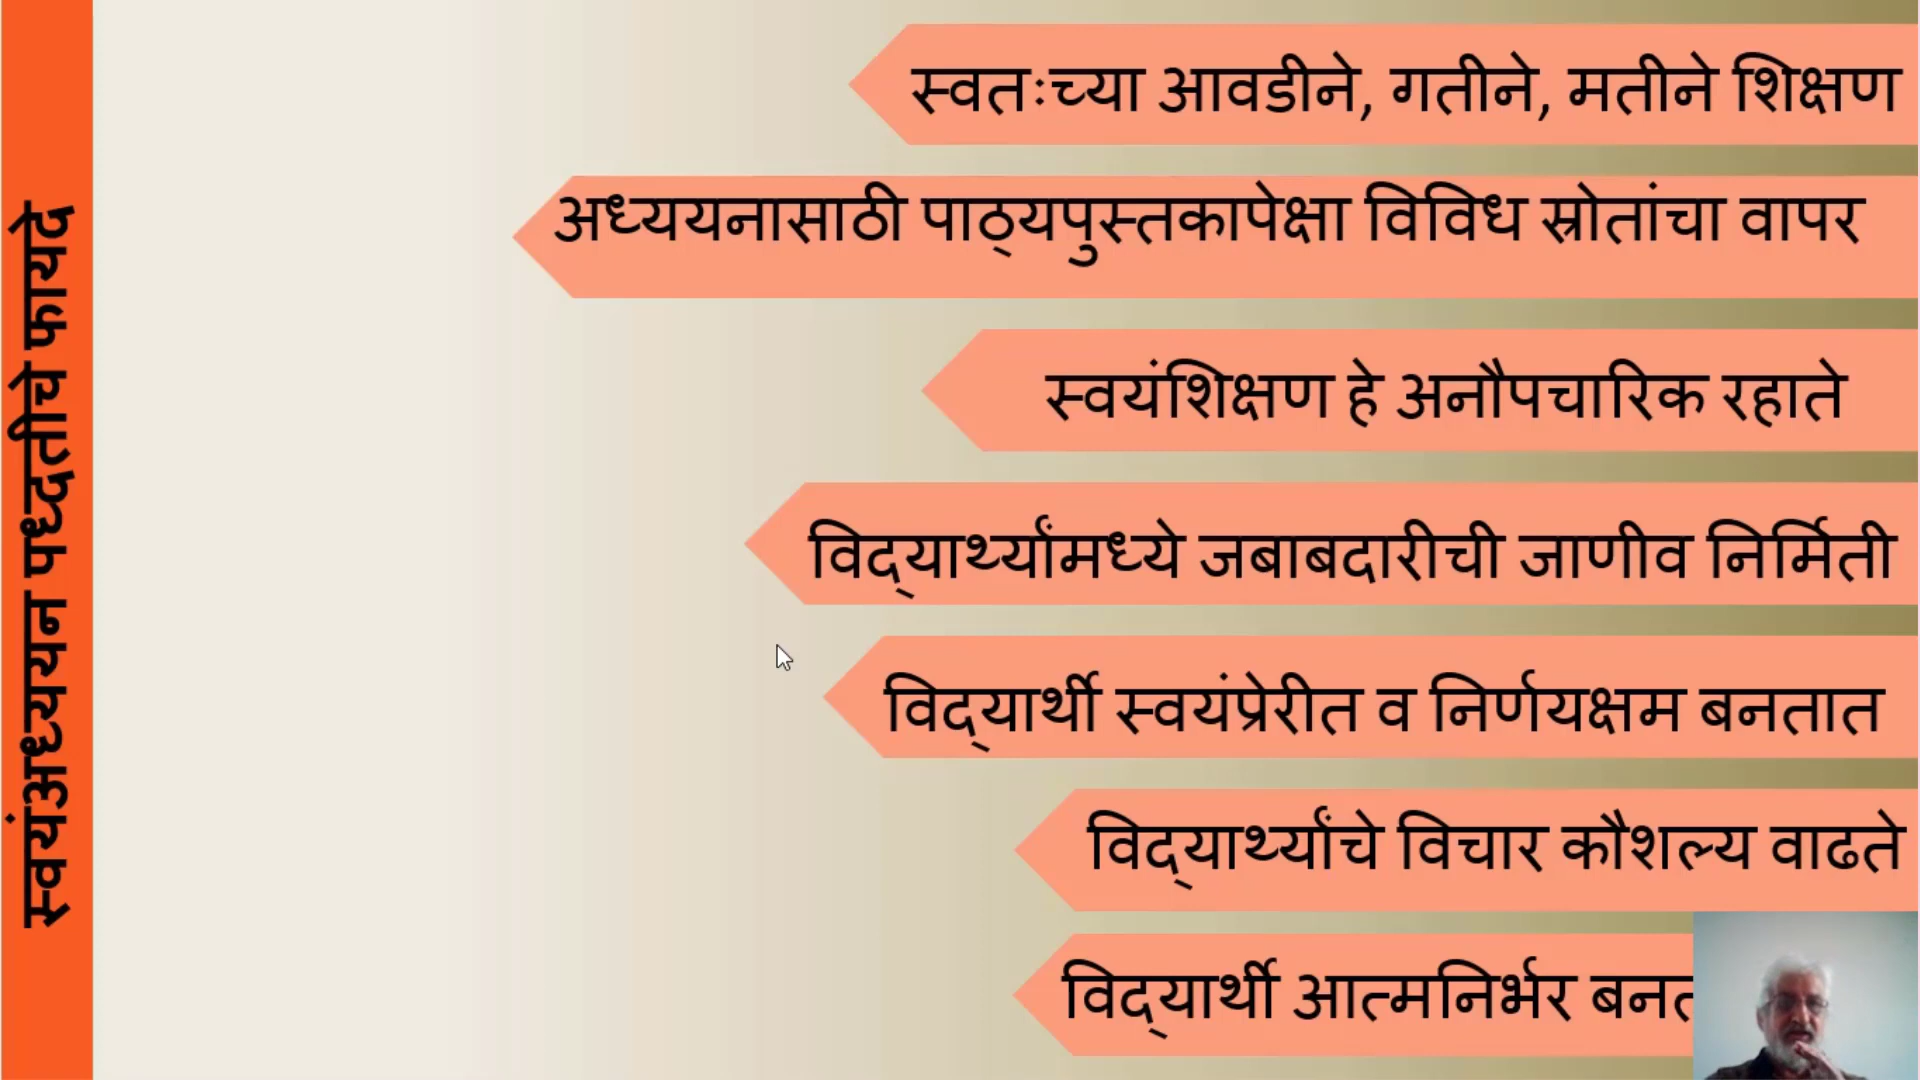 स्वयंअध्ययन पध्दतीचे फायदे
स्वतःच्या आवडीने, गतीने, मतीने शिक्षण
अध्ययनासाठी पाठ्यपुस्तकापेक्षा विविध स्रोतांचा वापर
स्वयंशिक्षण हे अनौपचारिक रहाते
विद्‌यार्थ्यांमध्ये जबाबदारीची जाणीव निर्मिती
विद्‌यार्थी स्वयंप्रेरीत व निर्णयक्षम बनतात
विद्‌यार्थ्यांचे विचार कौशल्य वाढते
विद्‌यार्थी आत्मनिर्भर